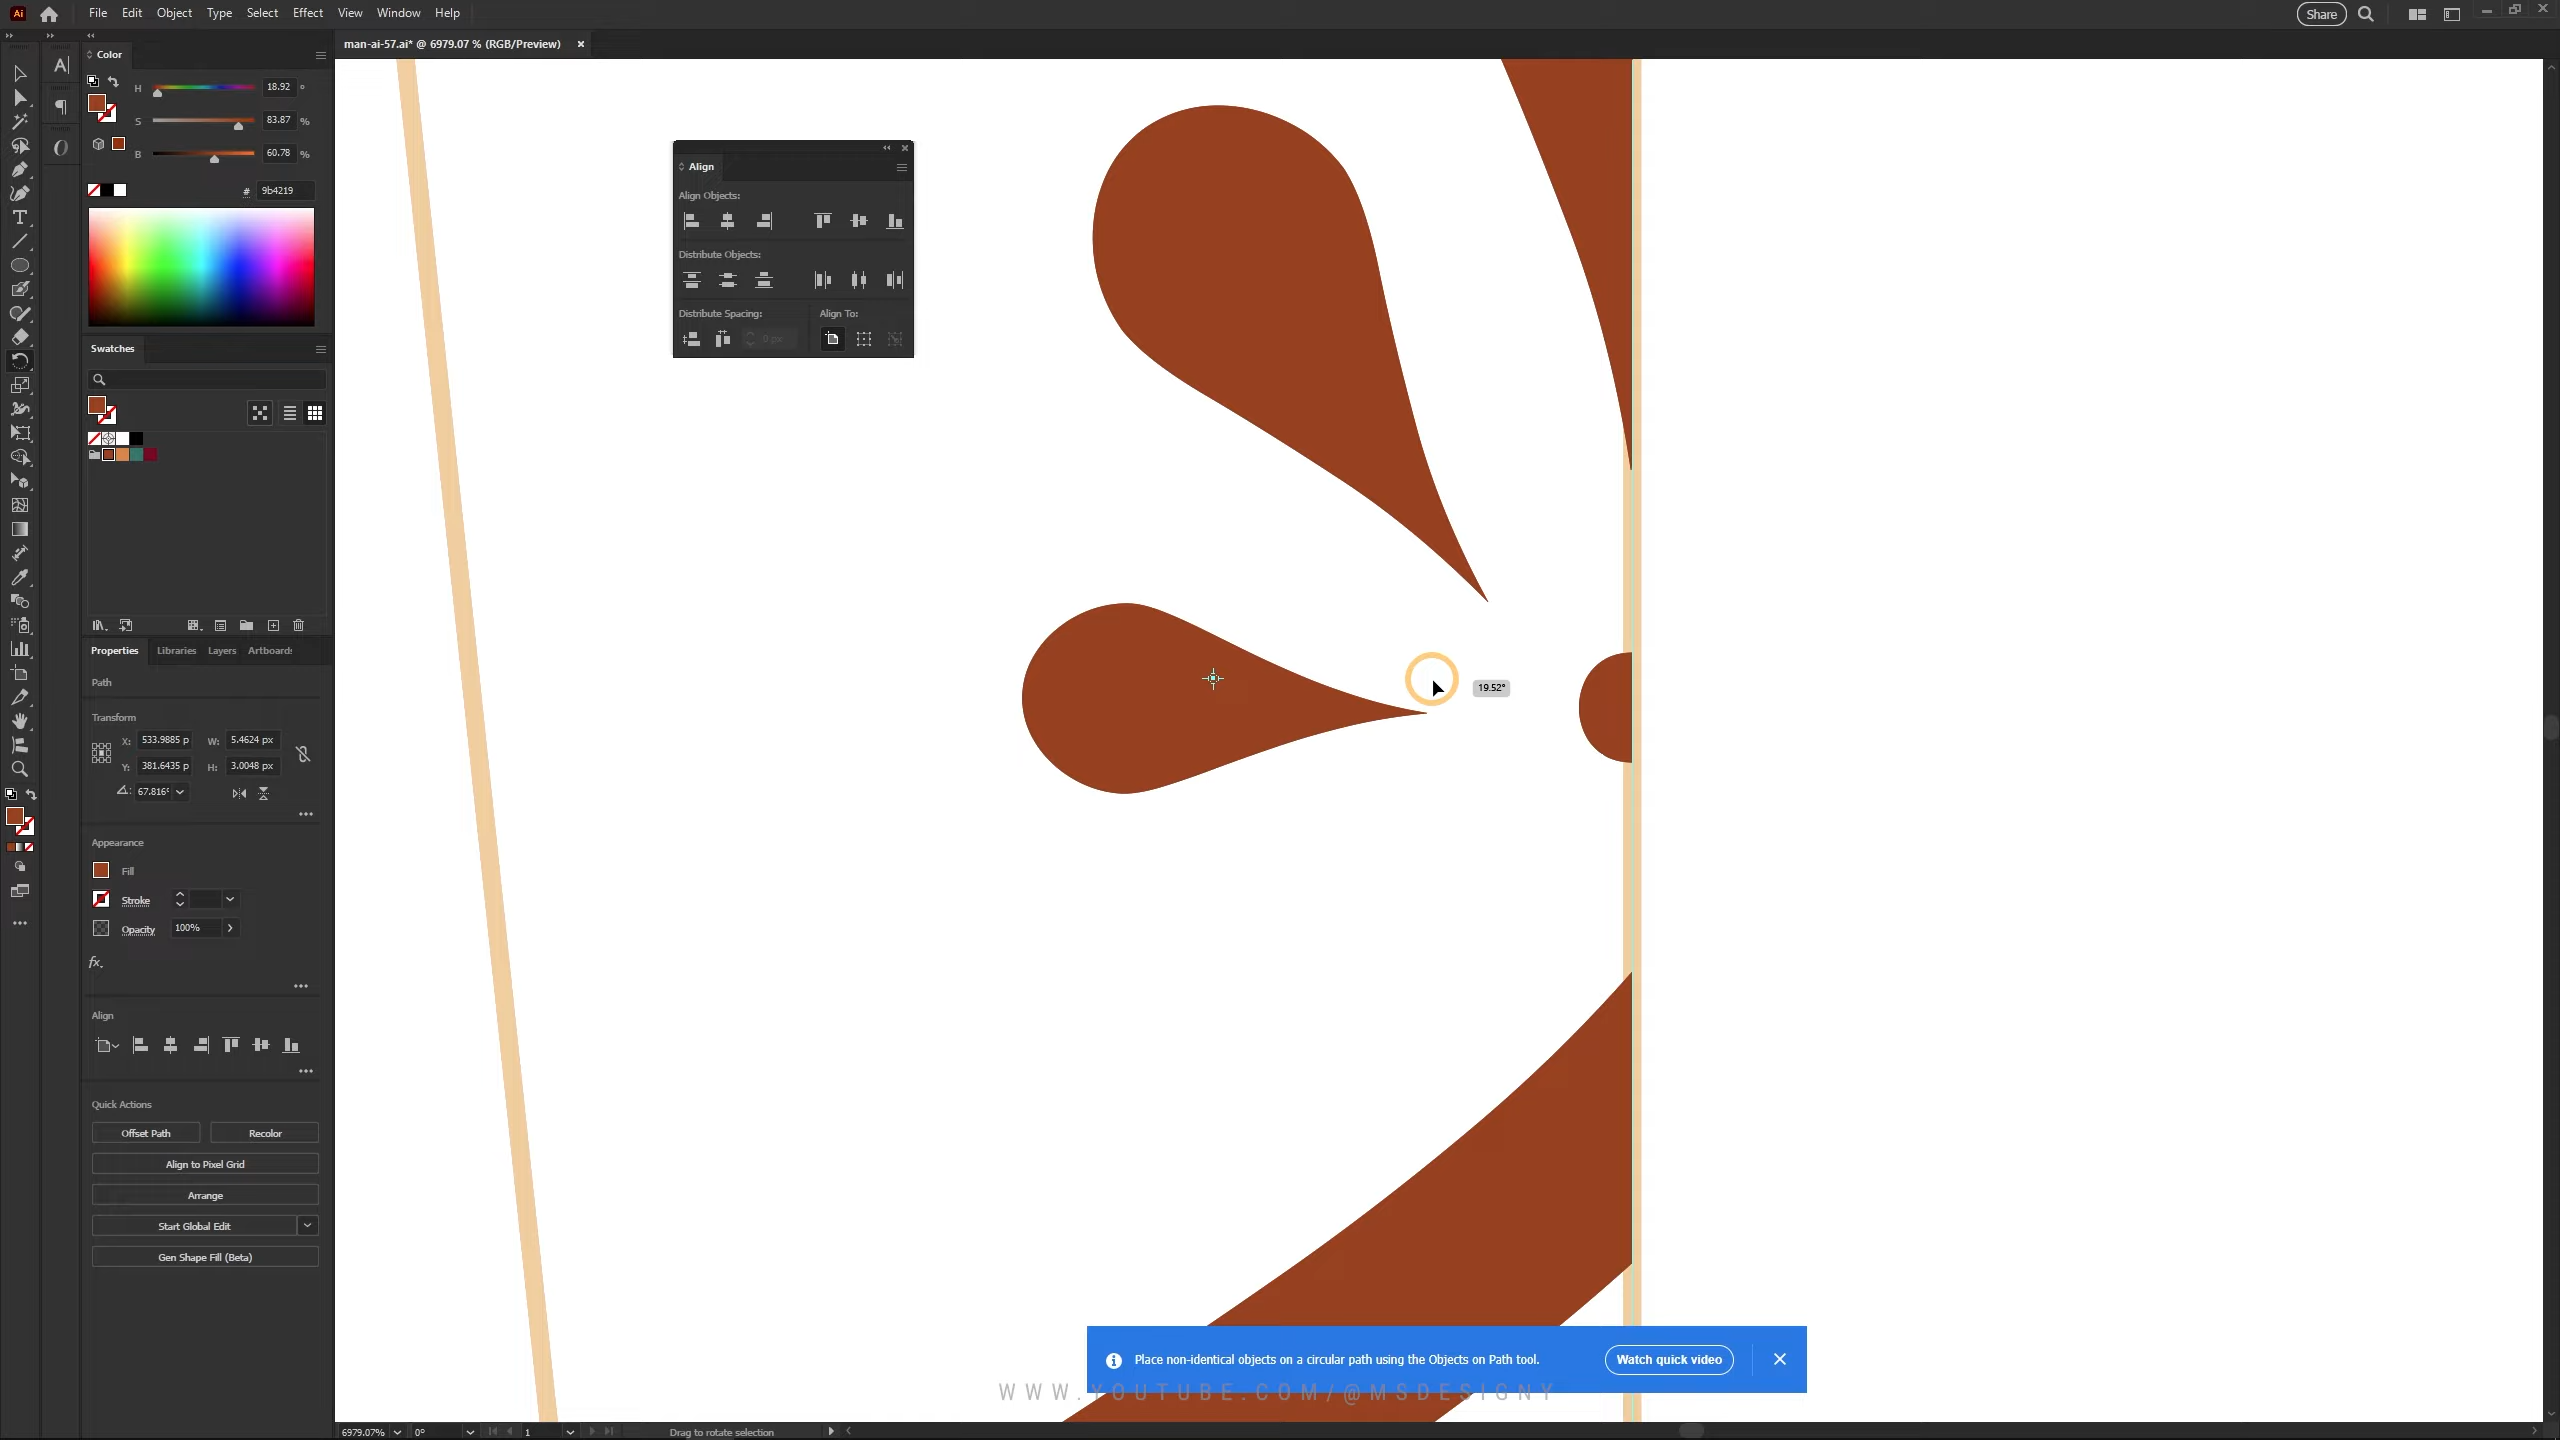 Ai File Edit Object Type Select Effect View Window Help Share
man-ai-57.ai* @ 6979.07 % (RGB/Preview)
Color
H 18.92 °
S 83.87 %
B 60.78 %
# 9b4219
Swatches
Properties Libraries Layers Artboards
Path
Transform
X: 533.9885 p W: 5.4624 px
Y: 381.6435 p H: 3.0048 px
67.816°
Appearance
Fill
Stroke
Opacity 100%
fx.
Align
Quick Actions
Offset Path Recolor
Align to Pixel Grid
Arrange
Start Global Edit
Gen Shape Fill (Beta)
Align
Align Objects:
Distribute Objects:
Distribute Spacing: Align To:
0 px
19.52°
Place non-identical objects on a circular path using the Objects on Path tool. Watch quick video
WWW.YOUTUBE.COM/@MSDESIGNY
6979.07% 0° 1 Drag to rotate selection